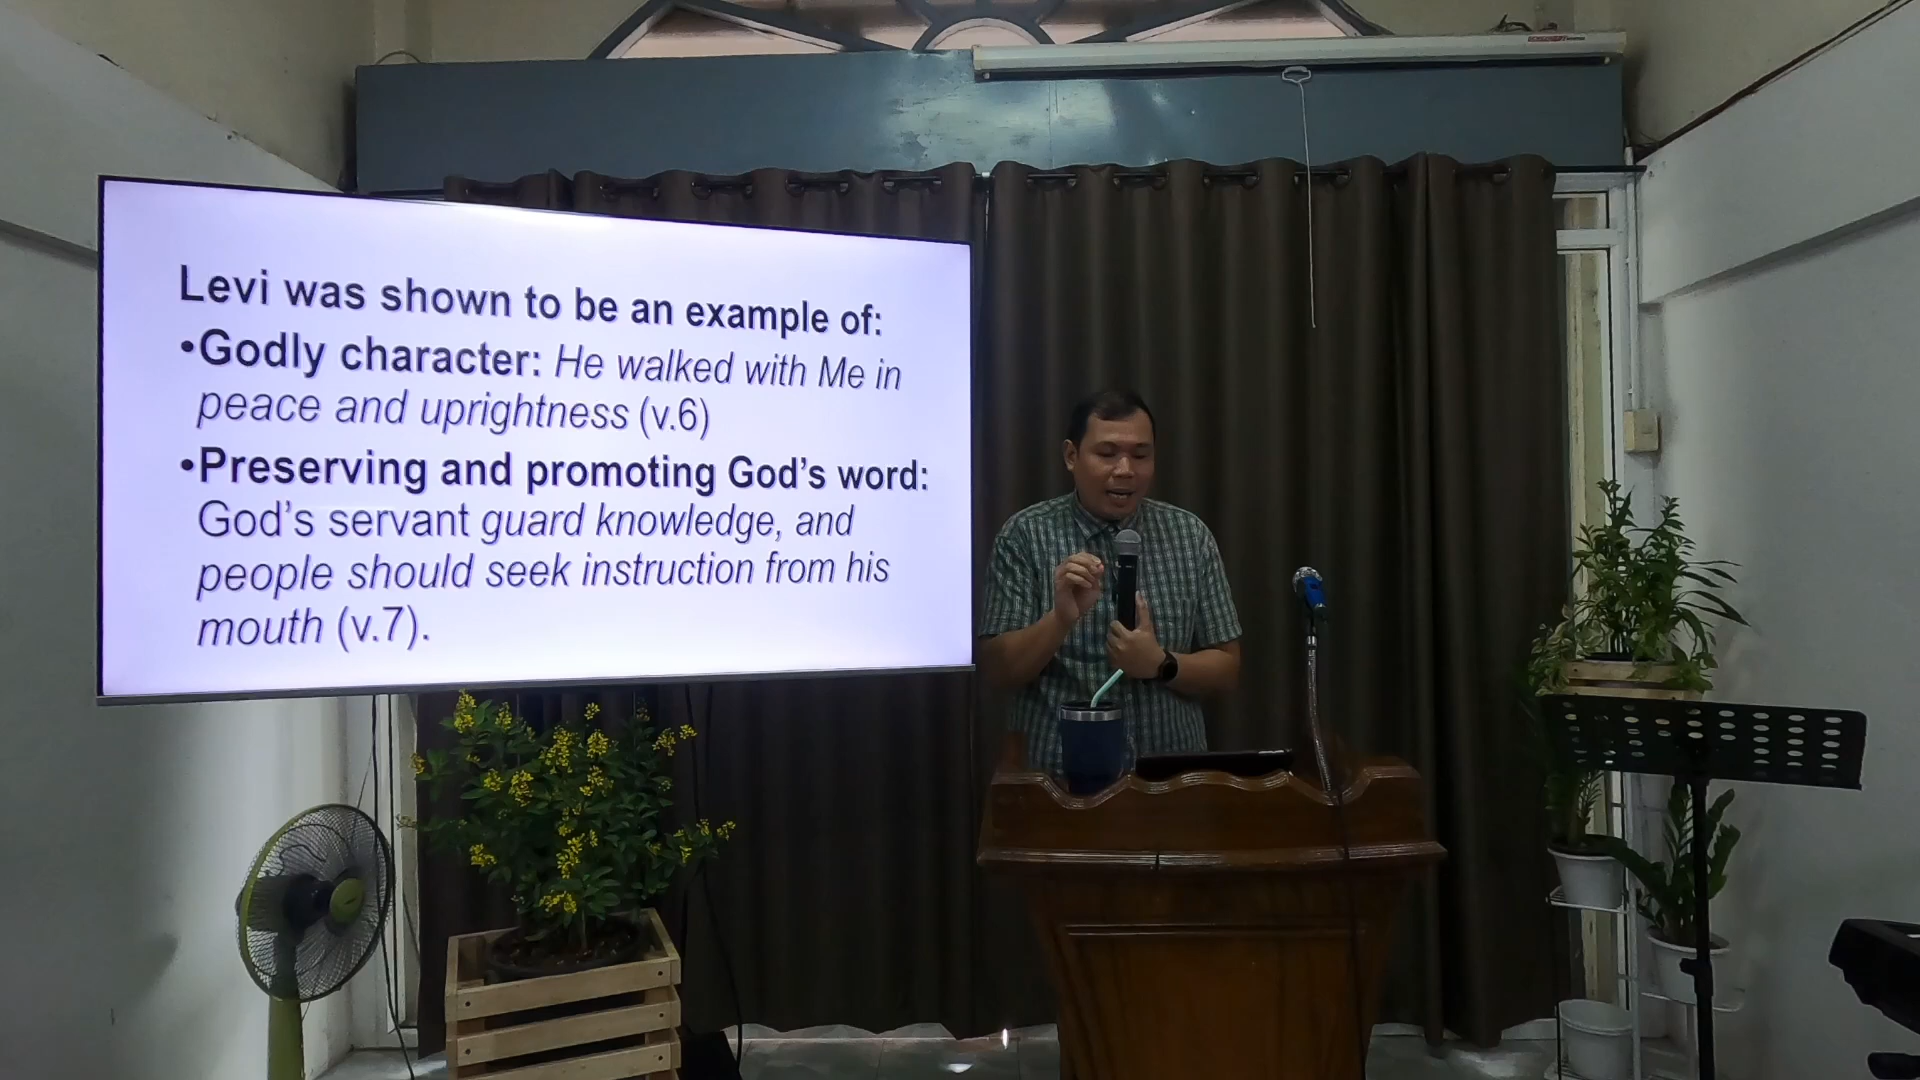 Levi was shown to be an example of:
•Godly character: He walked with Me in
peace and uprightness (v.6)
•Preserving and promoting God’s word:
God’s servant guard knowledge, and
people should seek instruction from his
mouth (v.7).